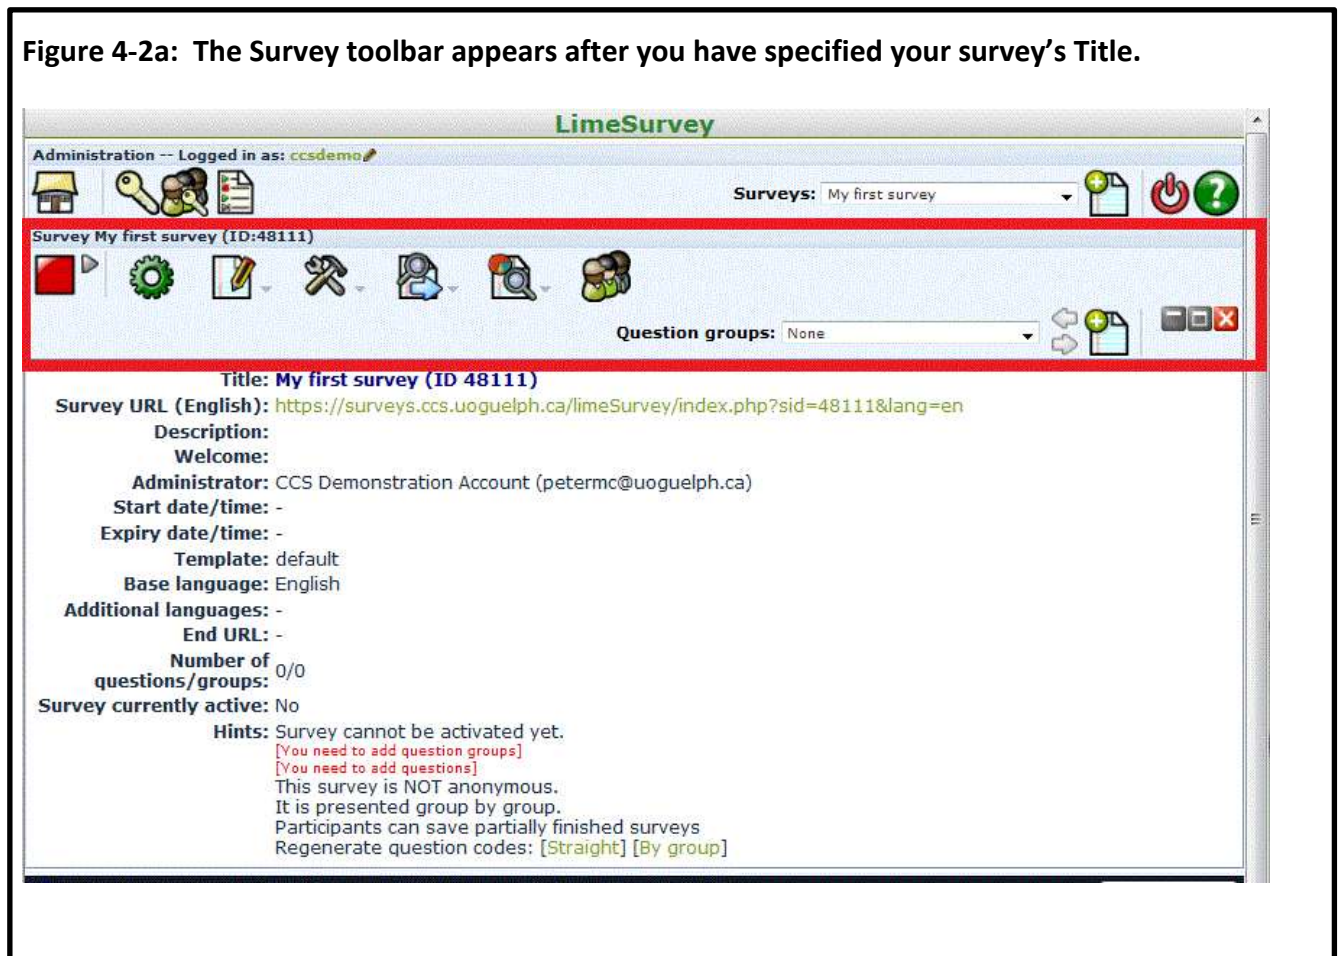 Figure 4-2a:  The Survey toolbar appears after you have specified your survey’s Title.
LimeSurvey
Administration -- Logged in as: ccsdemo
Surveys: My first survey
Survey My first survey (ID:48111)
Question groups: None
Title: My first survey (ID 48111)
Survey URL (English): https://surveys.ccs.uoguelph.ca/limeSurvey/index.php?sid=48111&lang=en
Description:
Welcome:
Administrator: CCS Demonstration Account (petermc@uoguelph.ca)
Start date/time: -
Expiry date/time: -
Template: default
Base language: English
Additional languages: -
End URL: -
Number of
questions/groups: 0/0
Survey currently active: No
Hints: Survey cannot be activated yet.
[You need to add question groups]
[You need to add questions]
This survey is NOT anonymous.
It is presented group by group.
Participants can save partially finished surveys
Regenerate question codes: [Straight] [By group]